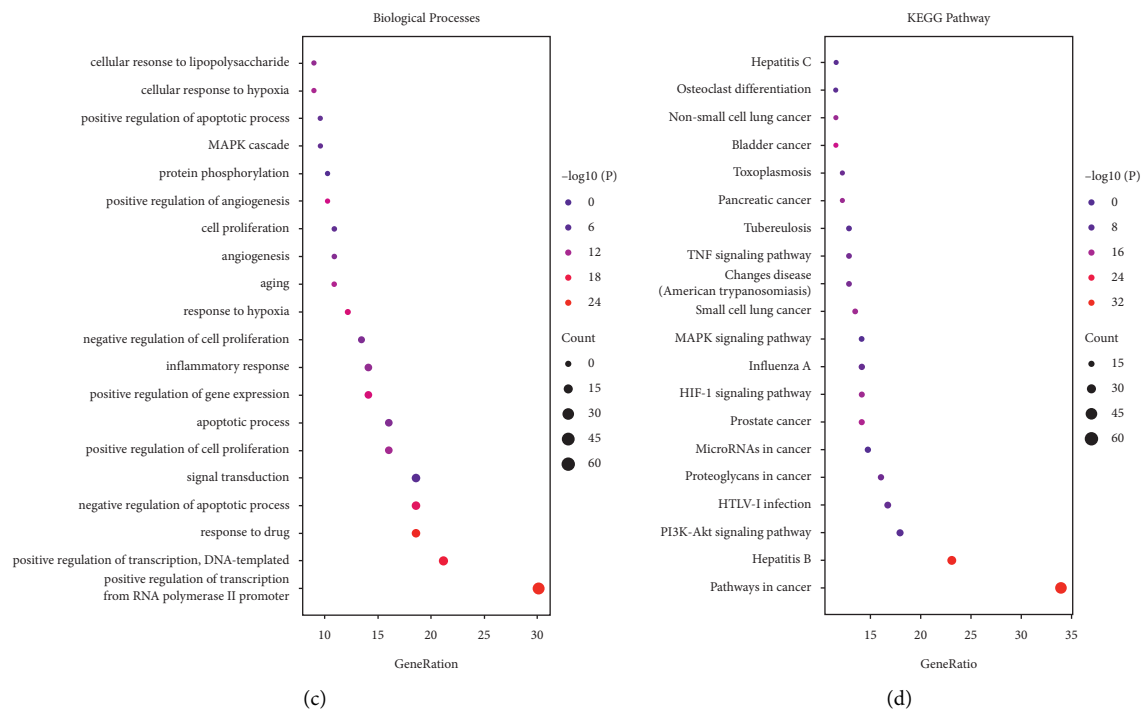 Biological Processes
cellular resonse to lipopolysaccharide
cellular response to hypoxia
positive regulation of apoptotic process
MAPK cascade
protein phosphorylation
positive regulation of angiogenesis
cell proliferation
angiogenesis
aging
response to hypoxia
negative regulation of cell proliferation
inflammatory response
positive regulation of gene expression
apoptotic process
positive regulation of cell proliferation
signal transduction
negative regulation of apoptotic process
response to drug
positive regulation of transcription, DNA-templated
positive regulation of transcription
from RNA polymerase II promoter
10 15 20 25 30
GeneRation
–log10 (P)
0
6
12
18
24
Count
0
15
30
45
60
(c)
KEGG Pathway
Hepatitis C
Osteoclast differentiation
Non-small cell lung cancer
Bladder cancer
Toxoplasmosis
Pancreatic cancer
Tubereulosis
TNF signaling pathway
Changes disease
(American trypanosomiasis)
Small cell lung cancer
MAPK signaling pathway
Influenza A
HIF-1 signaling pathway
Prostate cancer
MicroRNAs in cancer
Proteoglycans in cancer
HTLV-I infection
PI3K-Akt signaling pathway
Hepatitis B
Pathways in cancer
15 20 25 30 35
GeneRatio
–log10 (P)
0
8
16
24
32
Count
15
30
45
60
(d)